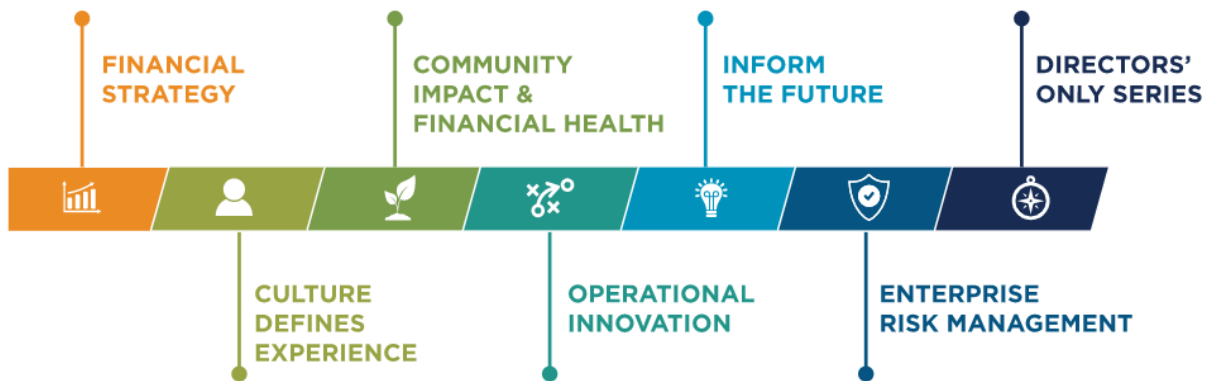 FINANCIAL
STRATEGY
COMMUNITY
IMPACT &
FINANCIAL HEALTH
INFORM
THE FUTURE
DIRECTORS'
ONLY SERIES
CULTURE
DEFINES
EXPERIENCE
OPERATIONAL
INNOVATION
ENTERPRISE
RISK MANAGEMENT